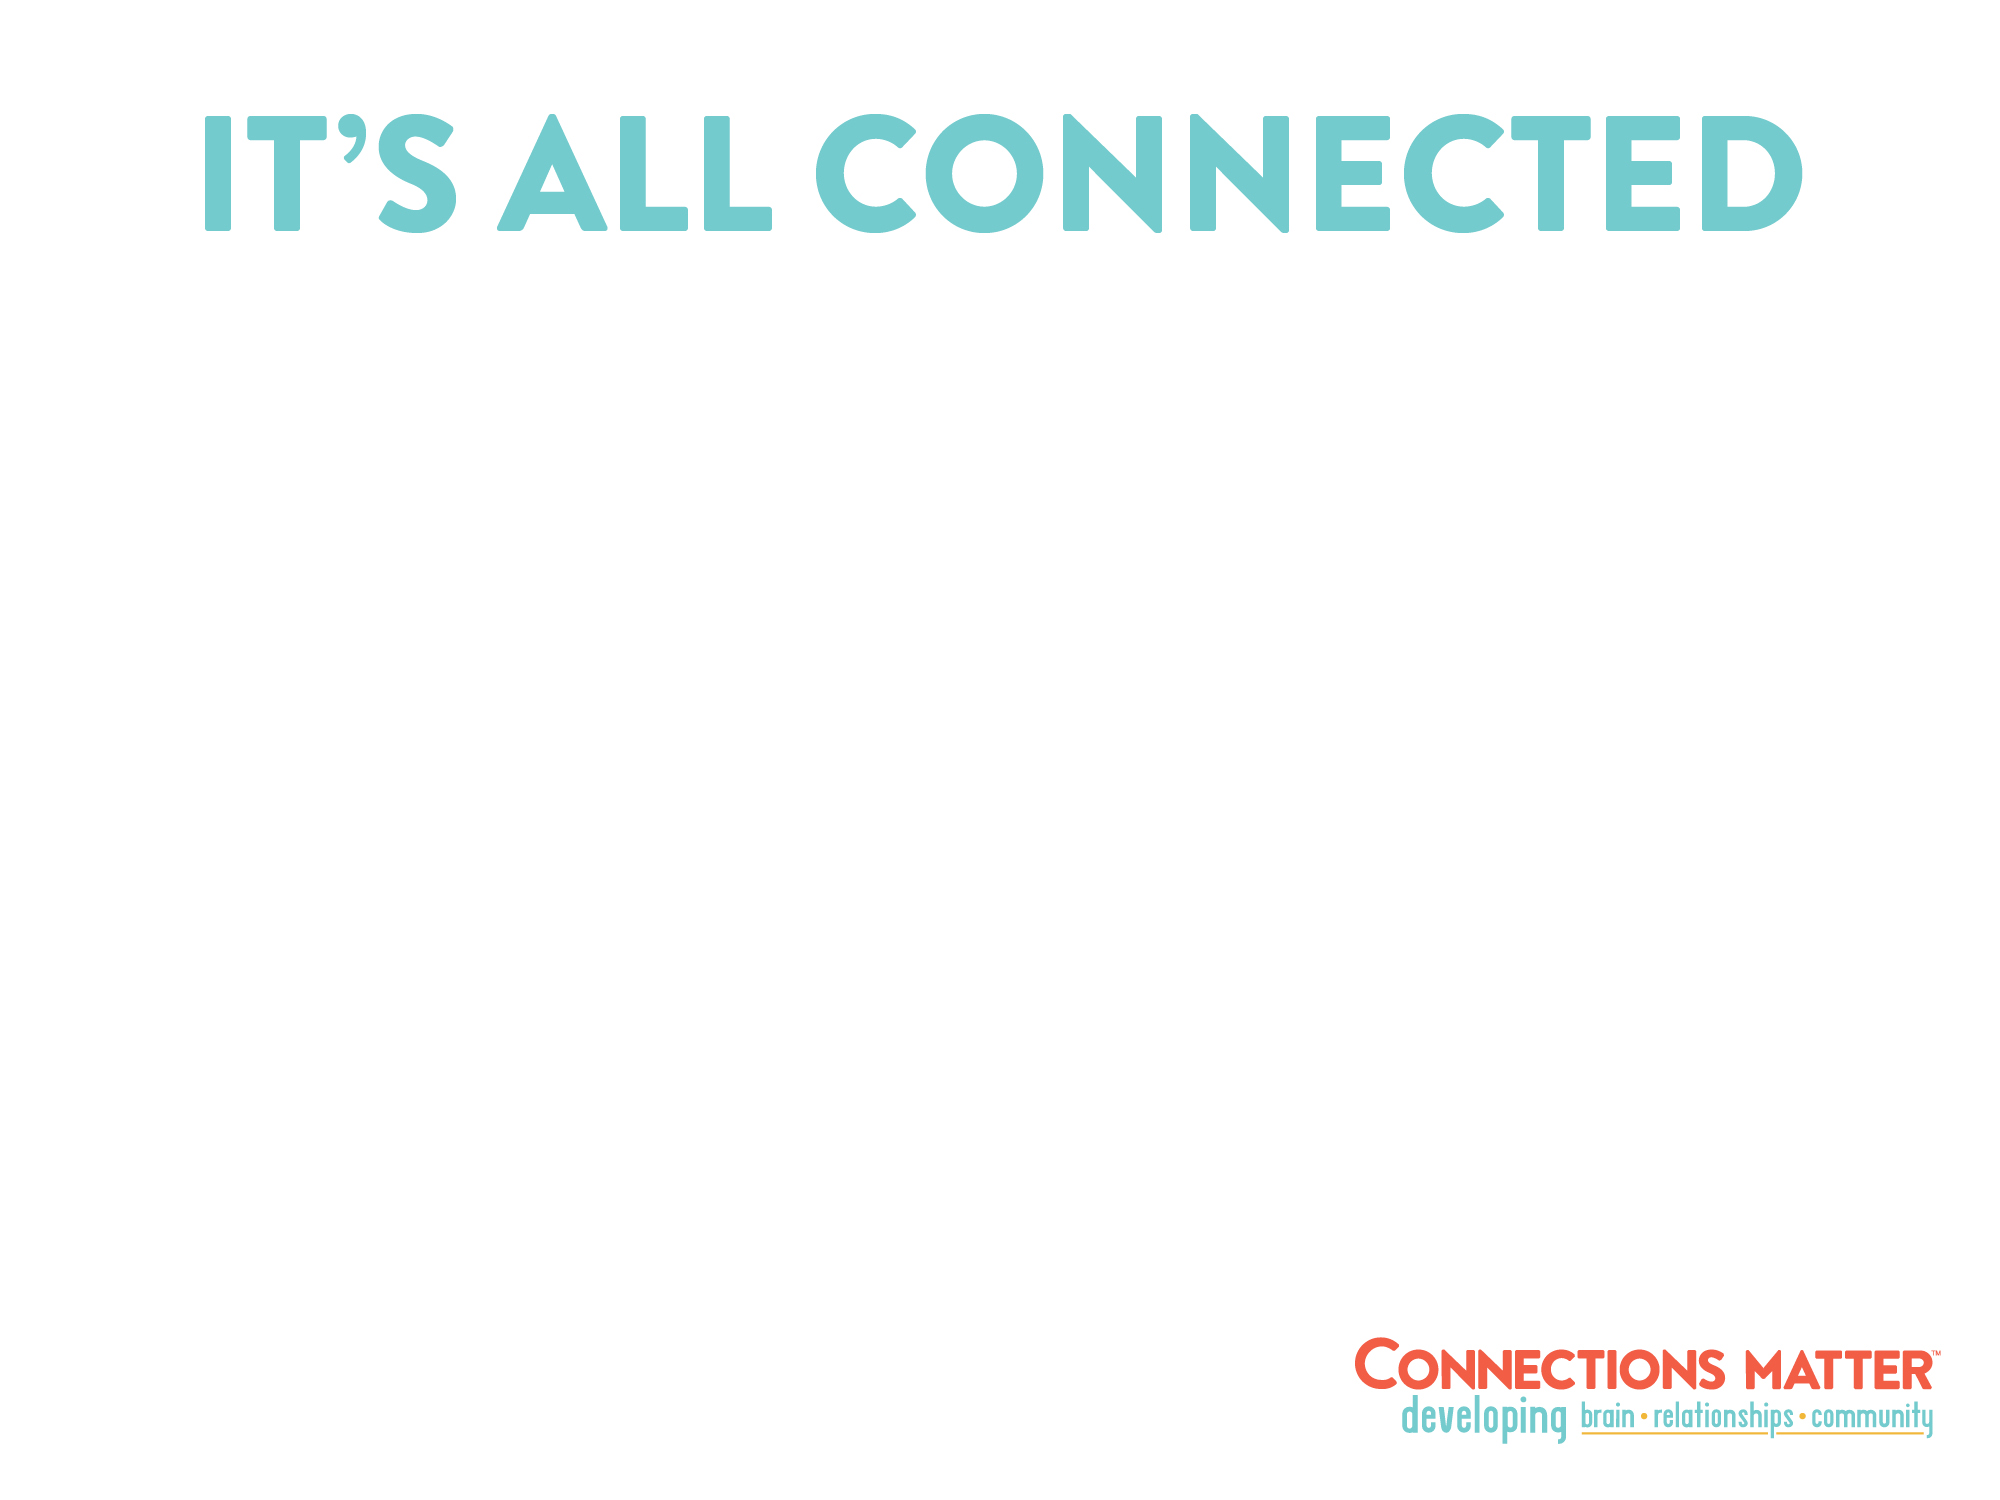 IT’S ALL CONNECTED
CONNECTIONS MATTER™
developing brain • relationships • community